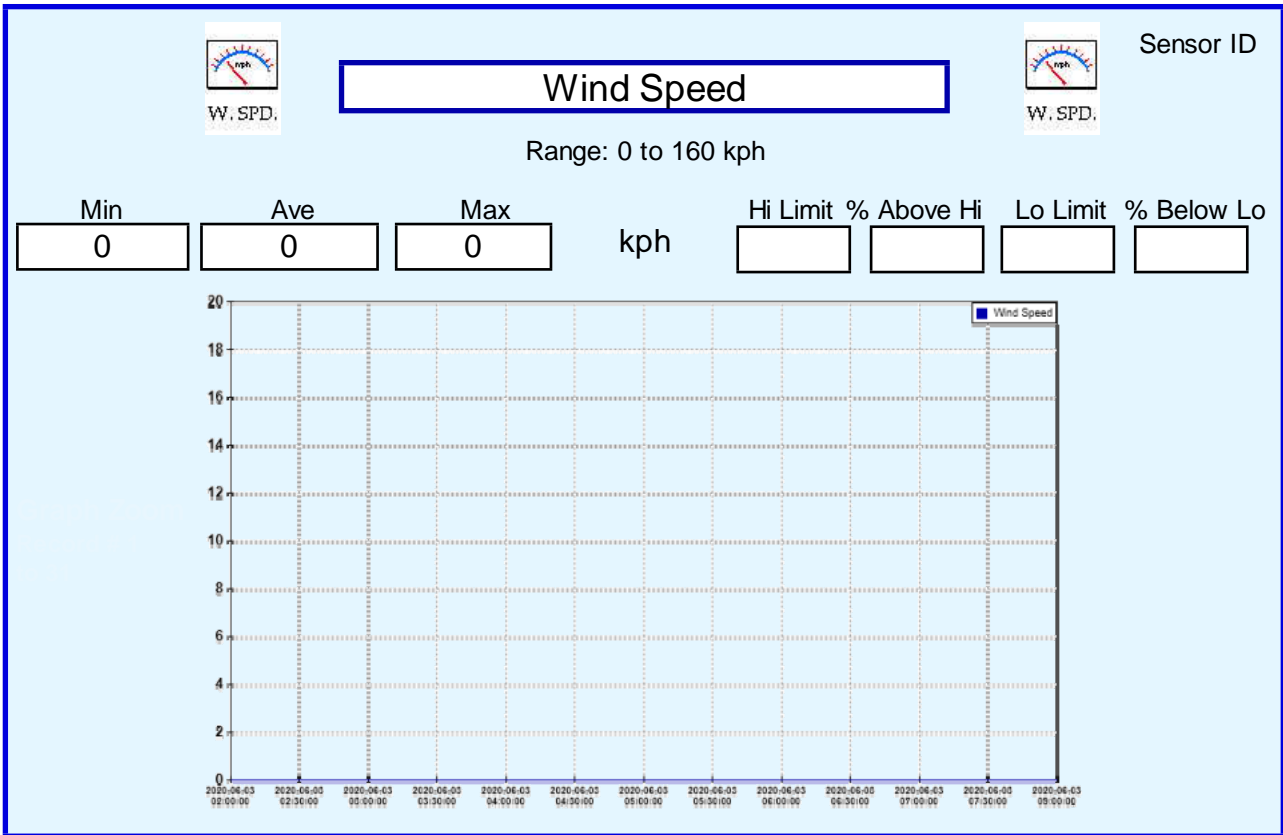 Sensor ID
mph
W. SPD.
Wind Speed
mph
W. SPD.
Range: 0 to 160 kph
Min Ave Max Hi Limit % Above Hi Lo Limit % Below Lo
0 0 0 kph
20
Wind Speed
18
16
14
12
10
8
6
4
2
0
2020-06-03 2020-06-03 2020-06-03 2020-06-03 2020-06-03 2020-06-03 2020-06-03 2020-06-03 2020-06-03 2020-06-03 2020-06-03 2020-06-03 2020-06-03
02:00:00 02:30:00 03:00:00 03:30:00 04:00:00 04:30:00 05:00:00 05:30:00 06:00:00 06:30:00 07:00:00 07:30:00 08:00:00